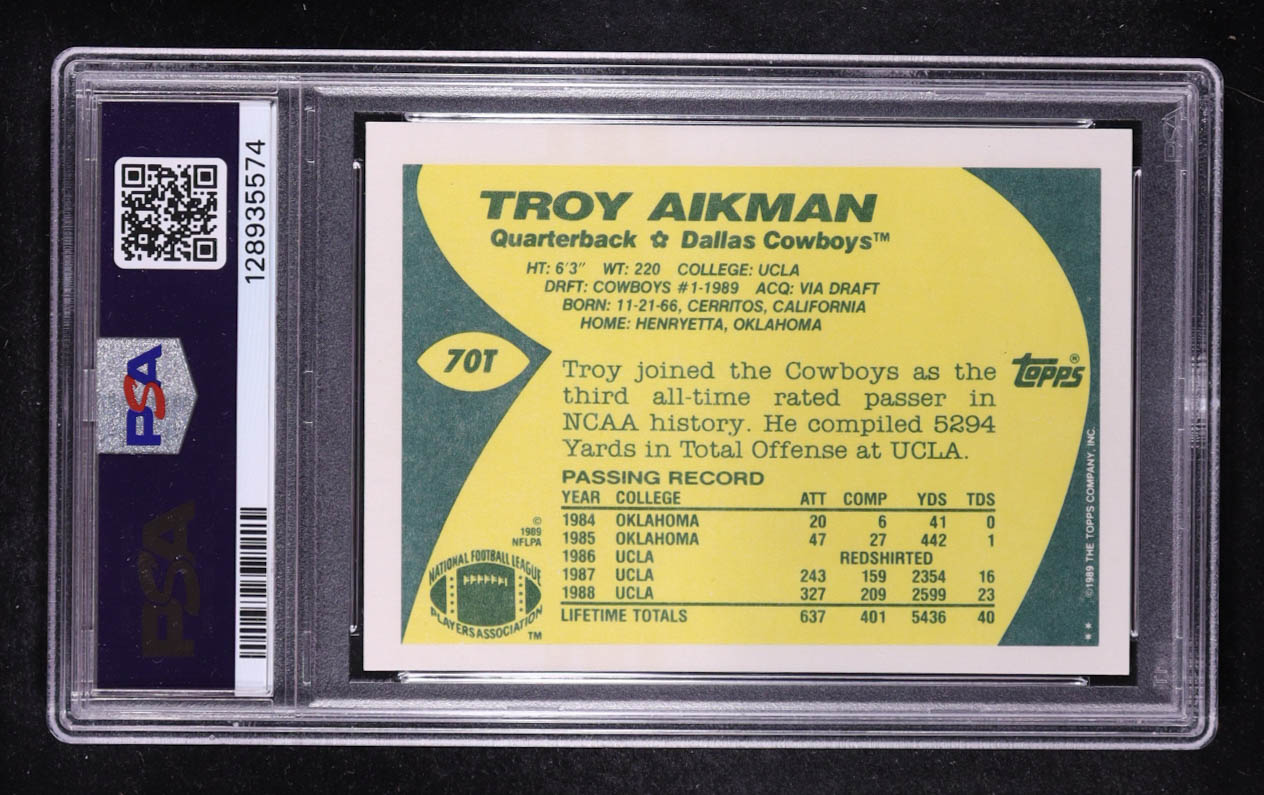 128935574
PSA
PSA
TROY AIKMAN
Quarterback ✿ Dallas Cowboys™
HT: 6'3" WT: 220 COLLEGE: UCLA
DRFT: COWBOYS #1-1989 ACQ: VIA DRAFT
BORN: 11-21-66, CERRITOS, CALIFORNIA
HOME: HENRYETTA, OKLAHOMA
70T
Troy joined the Cowboys as the
third all-time rated passer in
NCAA history. He compiled 5294
Yards in Total Offense at UCLA.
topps®
PASSING RECORD
YEAR COLLEGE ATT COMP YDS TDS
1984 OKLAHOMA 20 6 41 0
1985 OKLAHOMA 47 27 442 1
1986 UCLA REDSHIRTED
1987 UCLA 243 159 2354 16
1988 UCLA 327 209 2599 23
LIFETIME TOTALS 637 401 5436 40
©
1989
NFLPA
NATIONAL FOOTBALL LEAGUE
PLAYERS ASSOCIATION
TM
** ©1989 THE TOPPS COMPANY, INC.
PSA